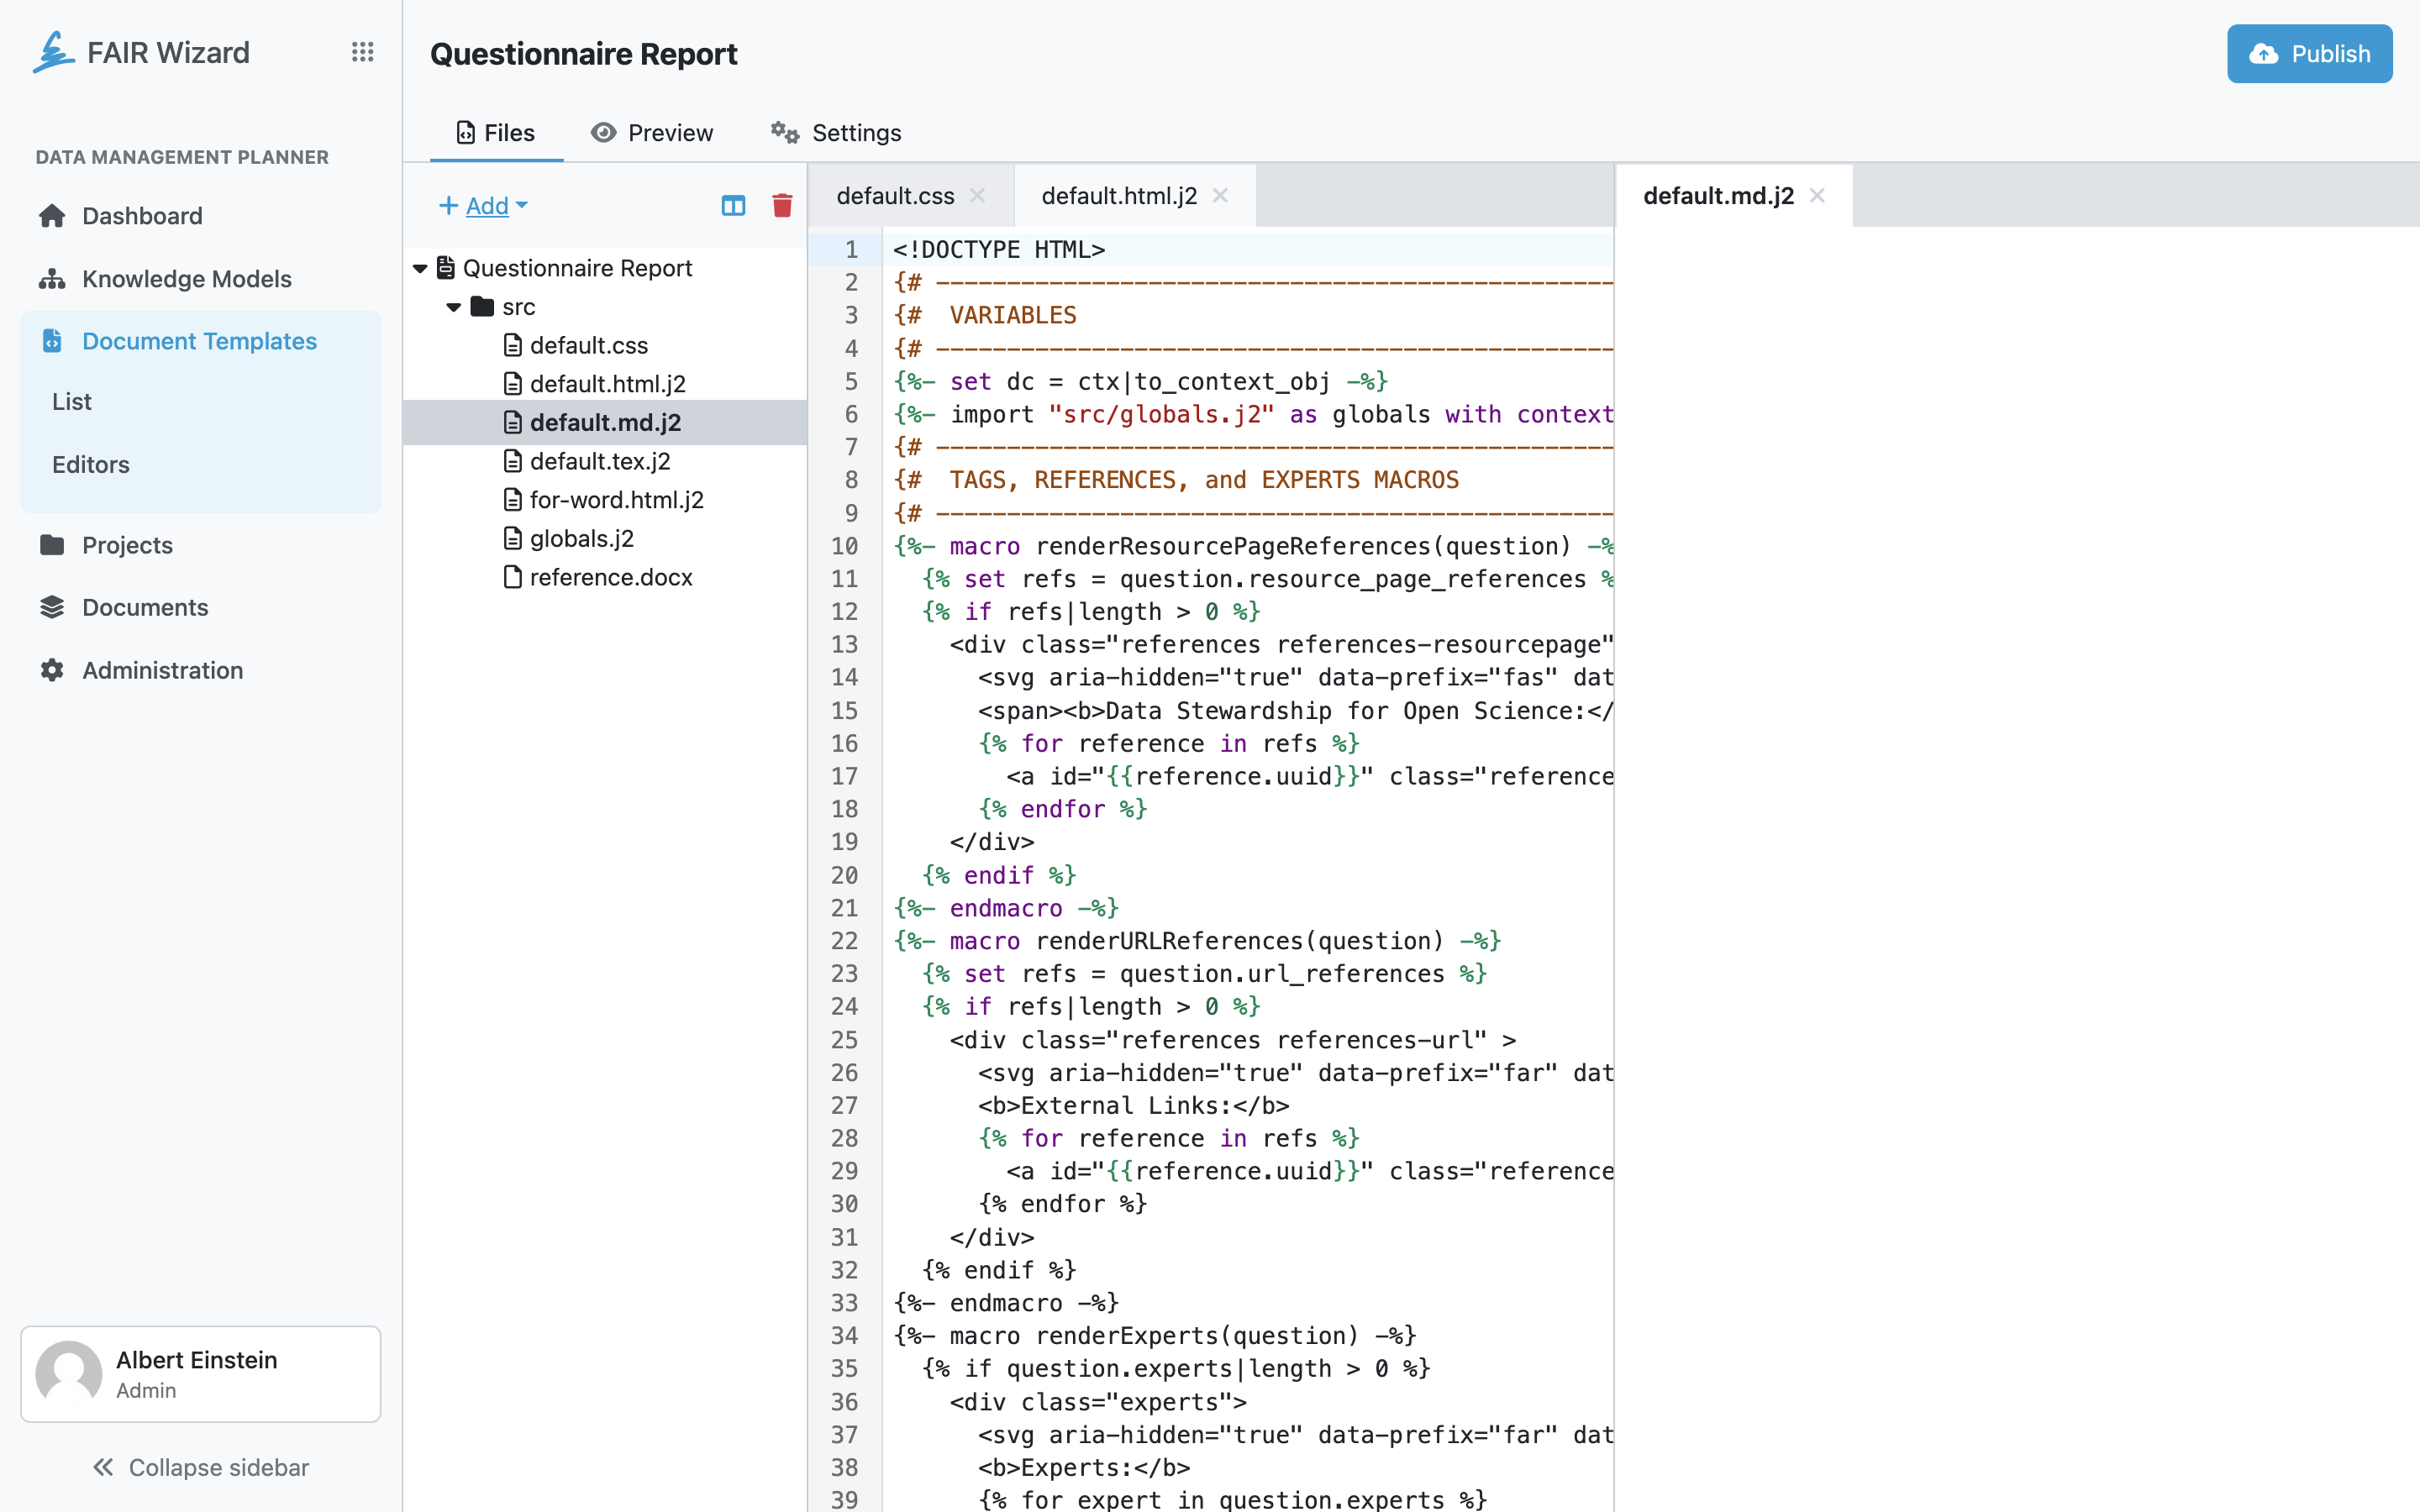 FAIR Wizard
DATA MANAGEMENT PLANNER
Dashboard
Knowledge Models
Document Templates
List
Editors
Projects
Documents
Administration
Albert Einstein
Admin
Collapse sidebar
Questionnaire Report
Publish
Files
Preview
Settings
Add
Questionnaire Report
src
default.css
default.html.j2
default.md.j2
default.tex.j2
for-word.html.j2
globals.j2
reference.docx
default.css
default.html.j2
default.md.j2
1 <!DOCTYPE HTML>
2 {# ------------------------------------------------
3 {#  VARIABLES
4 {# ------------------------------------------------
5 {%- set dc = ctx|to_context_obj -%}
6 {%- import "src/globals.j2" as globals with context
7 {# ------------------------------------------------
8 {#  TAGS, REFERENCES, and EXPERTS MACROS
9 {# ------------------------------------------------
10 {%- macro renderResourcePageReferences(question) -%
11   {% set refs = question.resource_page_references %
12   {% if refs|length > 0 %}
13     <div class="references references-resourcepage"
14       <svg aria-hidden="true" data-prefix="fas" dat
15       <span><b>Data Stewardship for Open Science:</
16       {% for reference in refs %}
17         <a id="{{reference.uuid}}" class="reference
18       {% endfor %}
19     </div>
20   {% endif %}
21 {%- endmacro -%}
22 {%- macro renderURLReferences(question) -%}
23   {% set refs = question.url_references %}
24   {% if refs|length > 0 %}
25     <div class="references references-url" >
26       <svg aria-hidden="true" data-prefix="far" dat
27       <b>External Links:</b>
28       {% for reference in refs %}
29         <a id="{{reference.uuid}}" class="reference
30       {% endfor %}
31     </div>
32   {% endif %}
33 {%- endmacro -%}
34 {%- macro renderExperts(question) -%}
35   {% if question.experts|length > 0 %}
36     <div class="experts">
37       <svg aria-hidden="true" data-prefix="far" dat
38       <b>Experts:</b>
39       {% for expert in question.experts %}